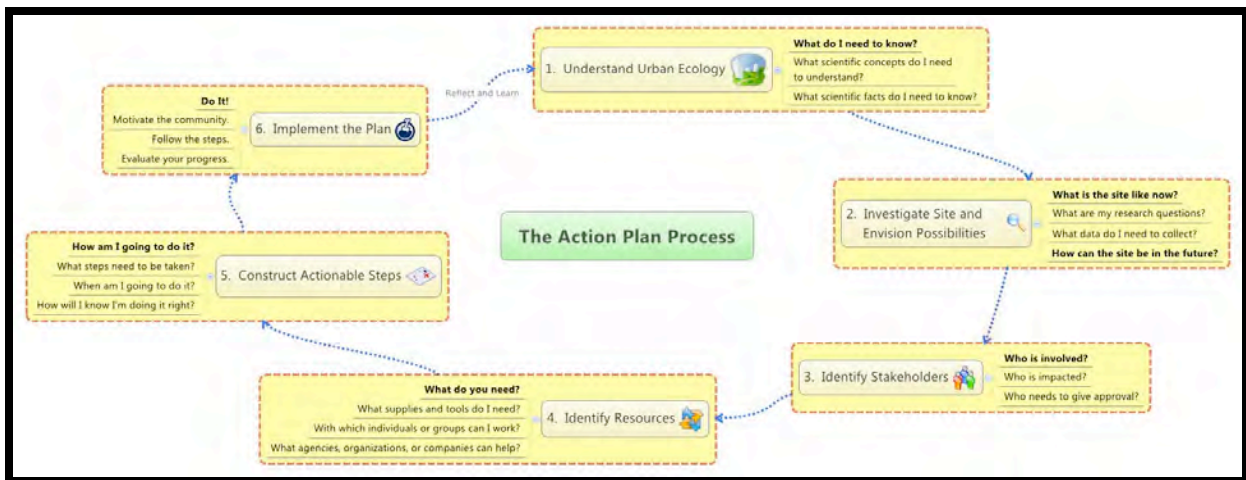 The Action Plan Process
1. Understand Urban Ecology
What do I need to know?
What scientific concepts do I need
to understand?
What scientific facts do I need to know?
2. Investigate Site and
Envision Possibilities
What is the site like now?
What are my research questions?
What data do I need to collect?
How can the site be in the future?
3. Identify Stakeholders
Who is involved?
Who is impacted?
Who needs to give approval?
4. Identify Resources
What do you need?
What supplies and tools do I need?
With which individuals or groups can I work?
What agencies, organizations, or companies can help?
5. Construct Actionable Steps
How am I going to do it?
What steps need to be taken?
When am I going to do it?
How will I know I'm doing it right?
6. Implement the Plan
Do It!
Motivate the community.
Follow the steps.
Evaluate your progress.
Reflect and Learn